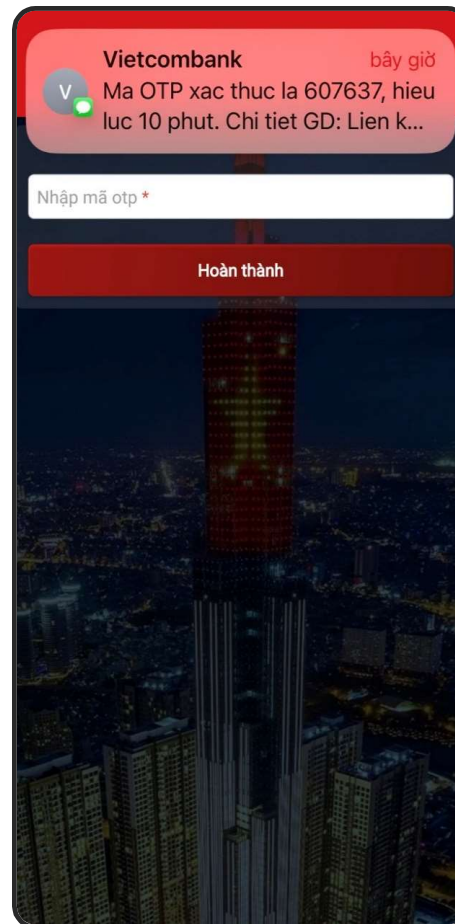 Vietcombank
bây giờ
V
Ma OTP xac thuc la 607637, hieu
luc 10 phut. Chi tiet GD: Lien k...
Nhập mã otp *
Hoàn thành